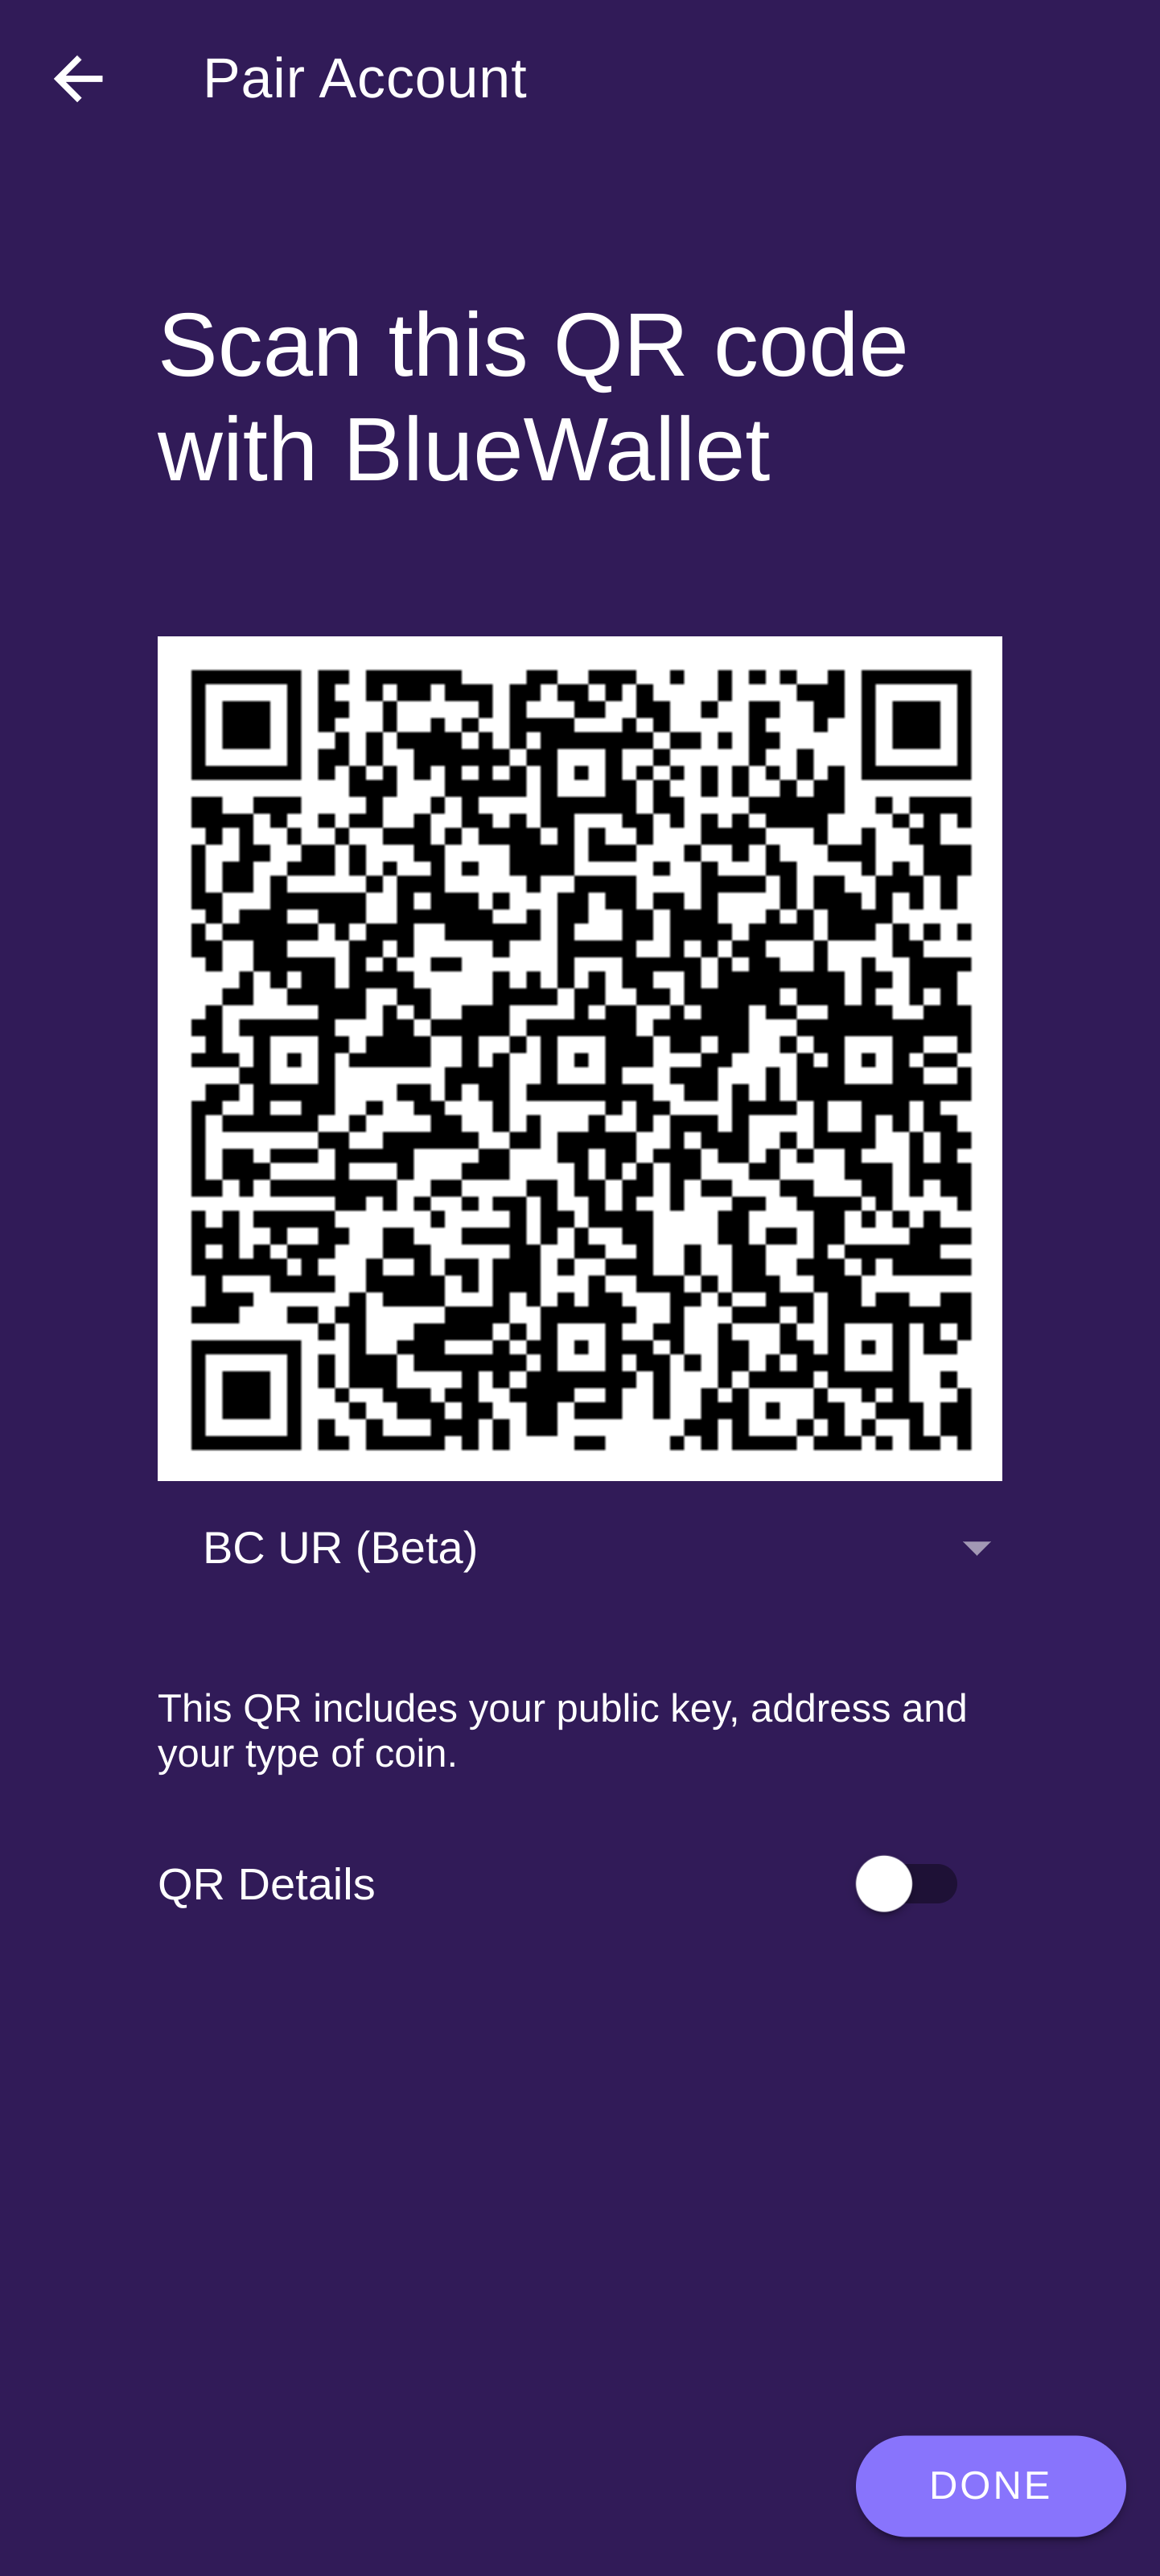 Pair Account
Scan this QR code
with BlueWallet
BC UR (Beta)
This QR includes your public key, address and
your type of coin.
QR Details
DONE